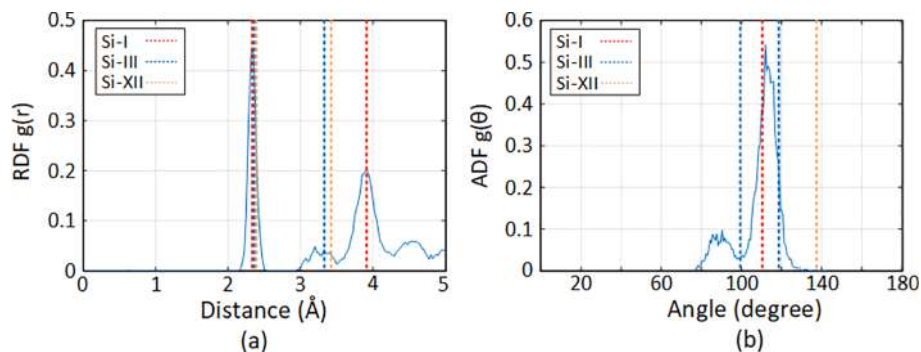 0.5
0.4
0.3
0.2
0.1
0
RDF g(r)
Si-I
Si-III
Si-XII
0 1 2 3 4 5
Distance (Å)
(a)
0.6
0.5
0.4
0.3
0.2
0.1
0
ADF g(θ)
Si-I
Si-III
Si-XII
20 60 100 140 180
Angle (degree)
(b)